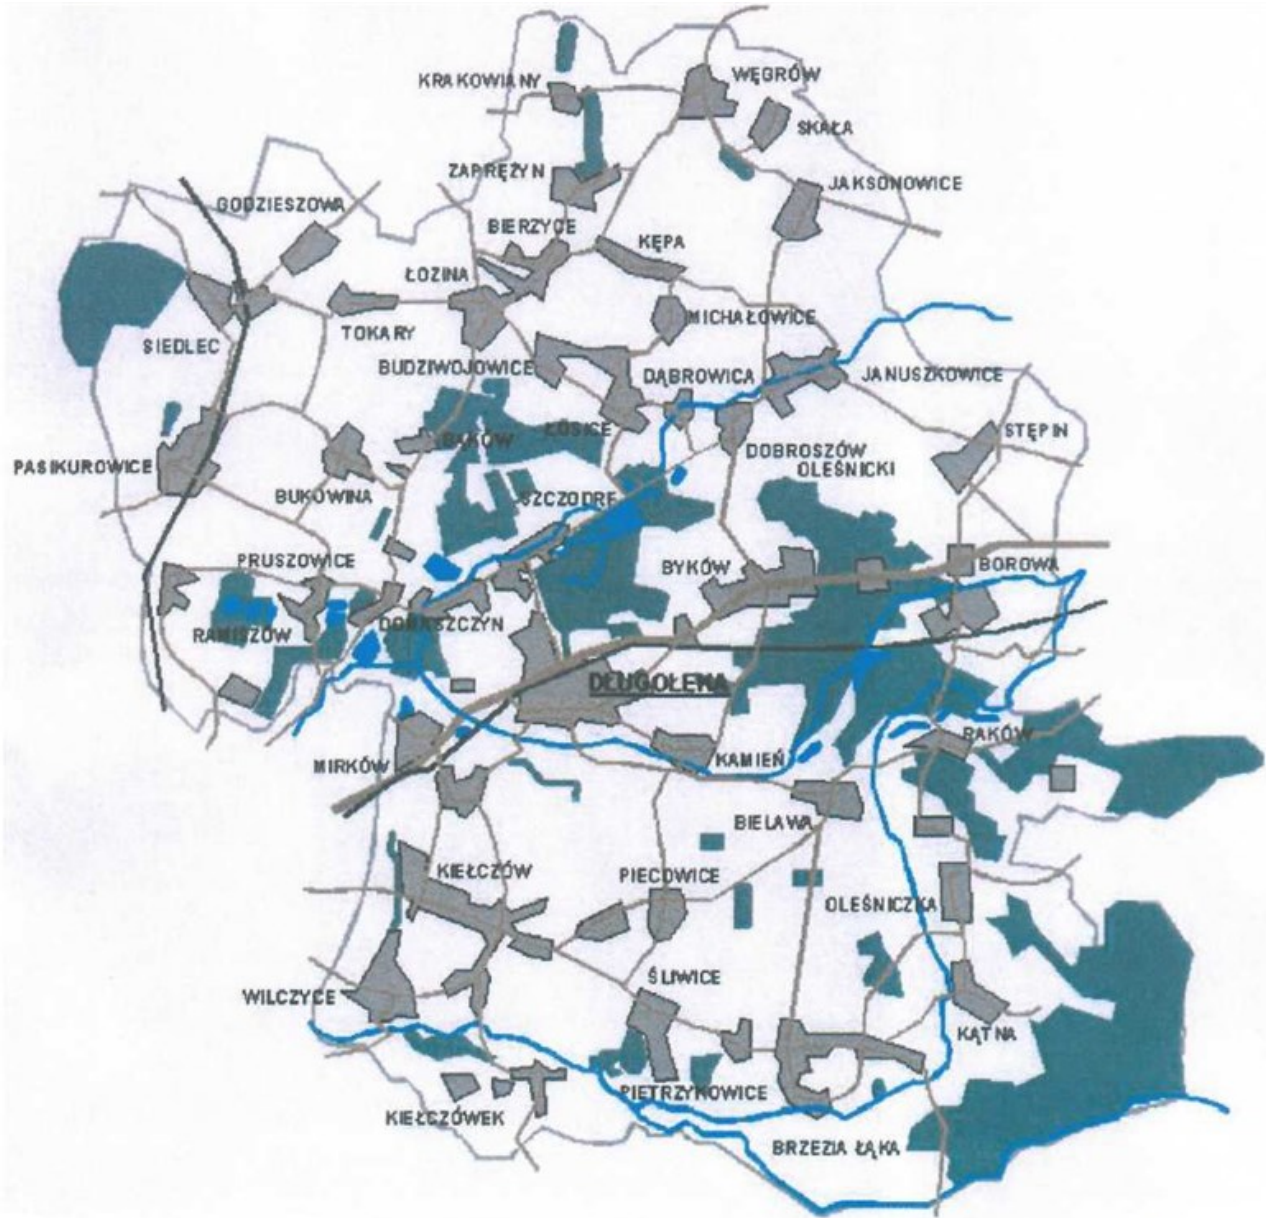 WĘGRÓW
KRAKOWIANY
SKAŁA
ZAPRĘŻYN
JAKSONOWICE
GODZIESZOWA
BIERZYCE
KĘPA
ŁOZINA
MICHAŁOWICE
TOKARY
SIEDLEC
BUDZIWOJOWICE
DĄBROWICA
JANUSZKOWICE
ŁOSICE
STĘPIN
BĄKÓW
DOBROSZÓW
OLEŚNICKI
PASIKUROWICE
BUKOWINA
SZCZODRE
PRUSZOWICE
BYKÓW
BOROWA
RAMISZÓW
DOMASZCZYN
DŁUGOŁĘKA
RAKÓW
MIRKÓW
KAMIEŃ
BIELAWA
KIEŁCZÓW
PIECOWICE
OLEŚNICZKA
ŚLIWICE
WILCZYCE
KĄTNA
PIETRZYKOWICE
KIEŁCZÓWEK
BRZEZIA ŁĄKA